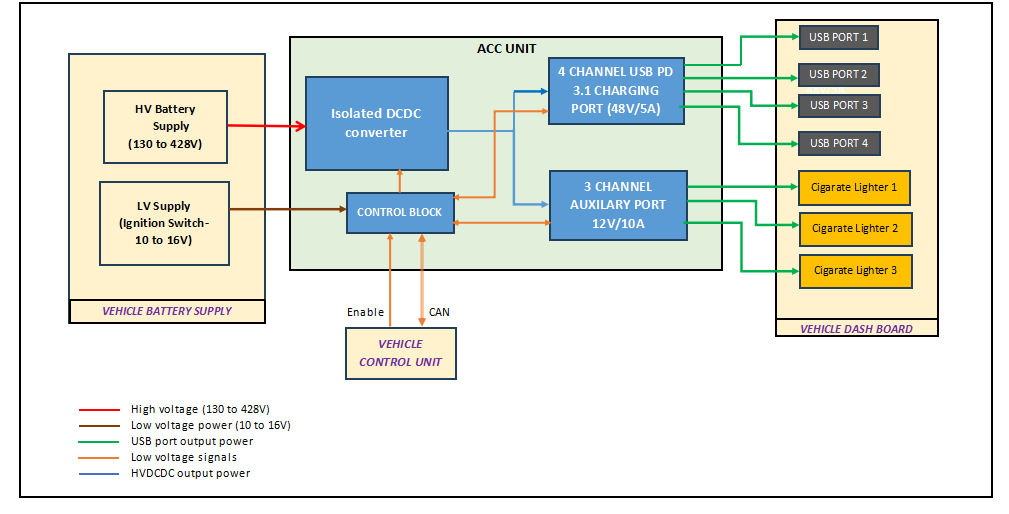 ACC UNIT
HV Battery
Supply
(130 to 428V)
LV Supply
(Ignition Switch-
10 to 16V)
VEHICLE BATTERY SUPPLY
Isolated DCDC
converter
CONTROL BLOCK
4 CHANNEL USB PD
3.1 CHARGING
PORT (48V/5A)
3 CHANNEL
AUXILARY PORT
12V/10A
USB PORT 1
USB PORT 2
USB PORT 3
USB PORT 4
Cigarate Lighter 1
Cigarate Lighter 2
Cigarate Lighter 3
VEHICLE DASH BOARD
Enable
CAN
VEHICLE
CONTROL UNIT
High voltage (130 to 428V)
Low voltage power (10 to 16V)
USB port output power
Low voltage signals
HVDCDC output power